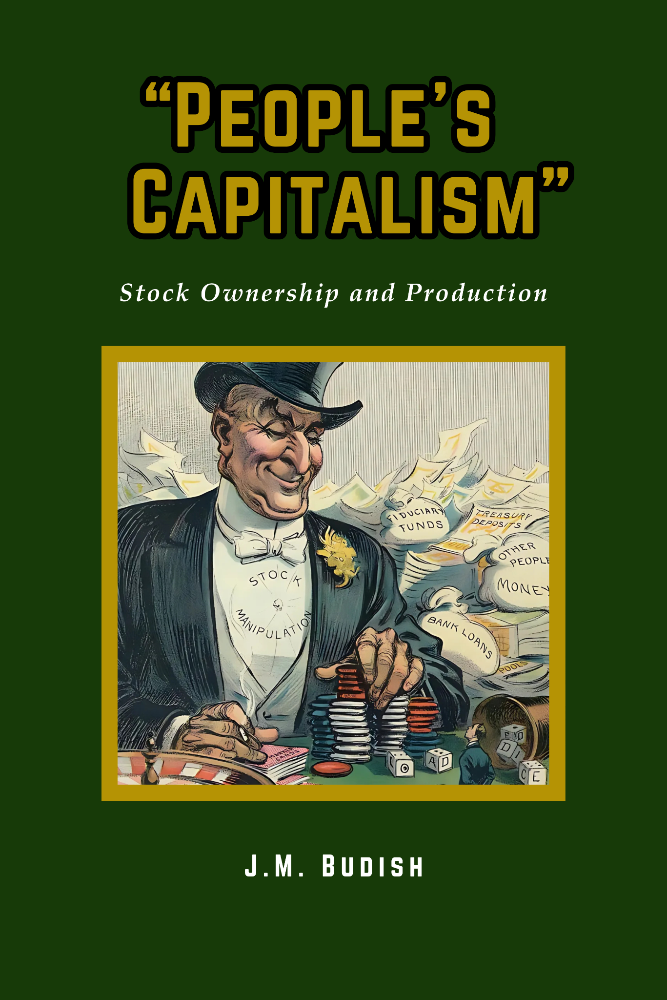 “People’s
Capitalism”
Stock Ownership and Production
FIDUCIARY
FUNDS
TREASURY
DEPOSITS
OTHER
PEOPLE
MONEY
STOCK
MANIPULATION
BANK LOANS
POOLS
O
A D
D I
C E
J.M. Budish